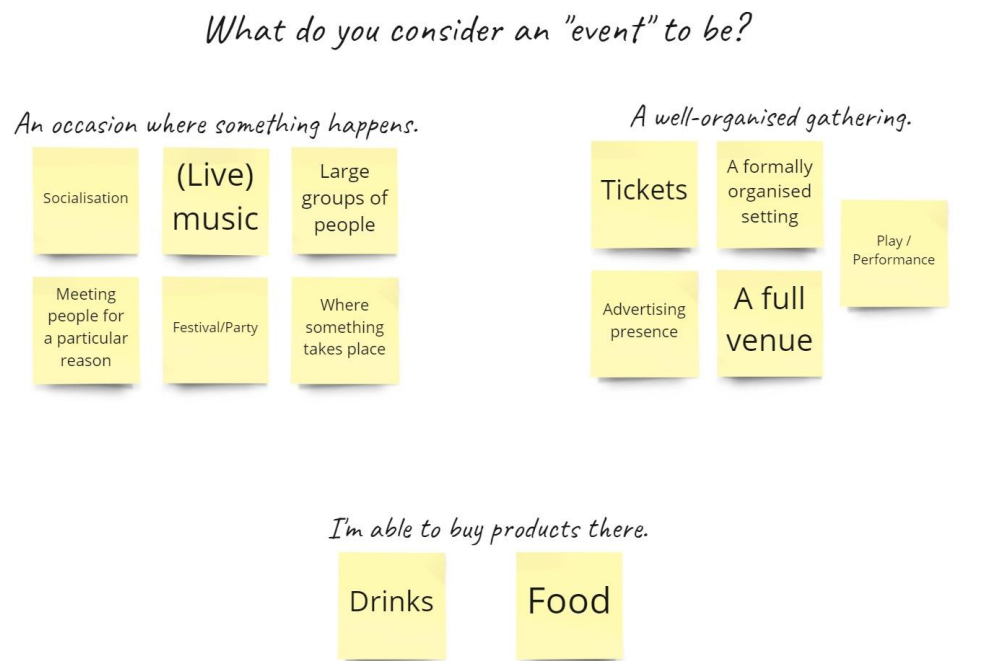 What do you consider an "event" to be?
An occasion where something happens.
Socialisation
(Live)
music
Large
groups of
people
Meeting
people for
a particular
reason
Festival/Party
Where
something
takes place
A well-organised gathering.
Tickets
A formally
organised
setting
Play /
Performance
Advertising
presence
A full
venue
I'm able to buy products there.
Drinks
Food